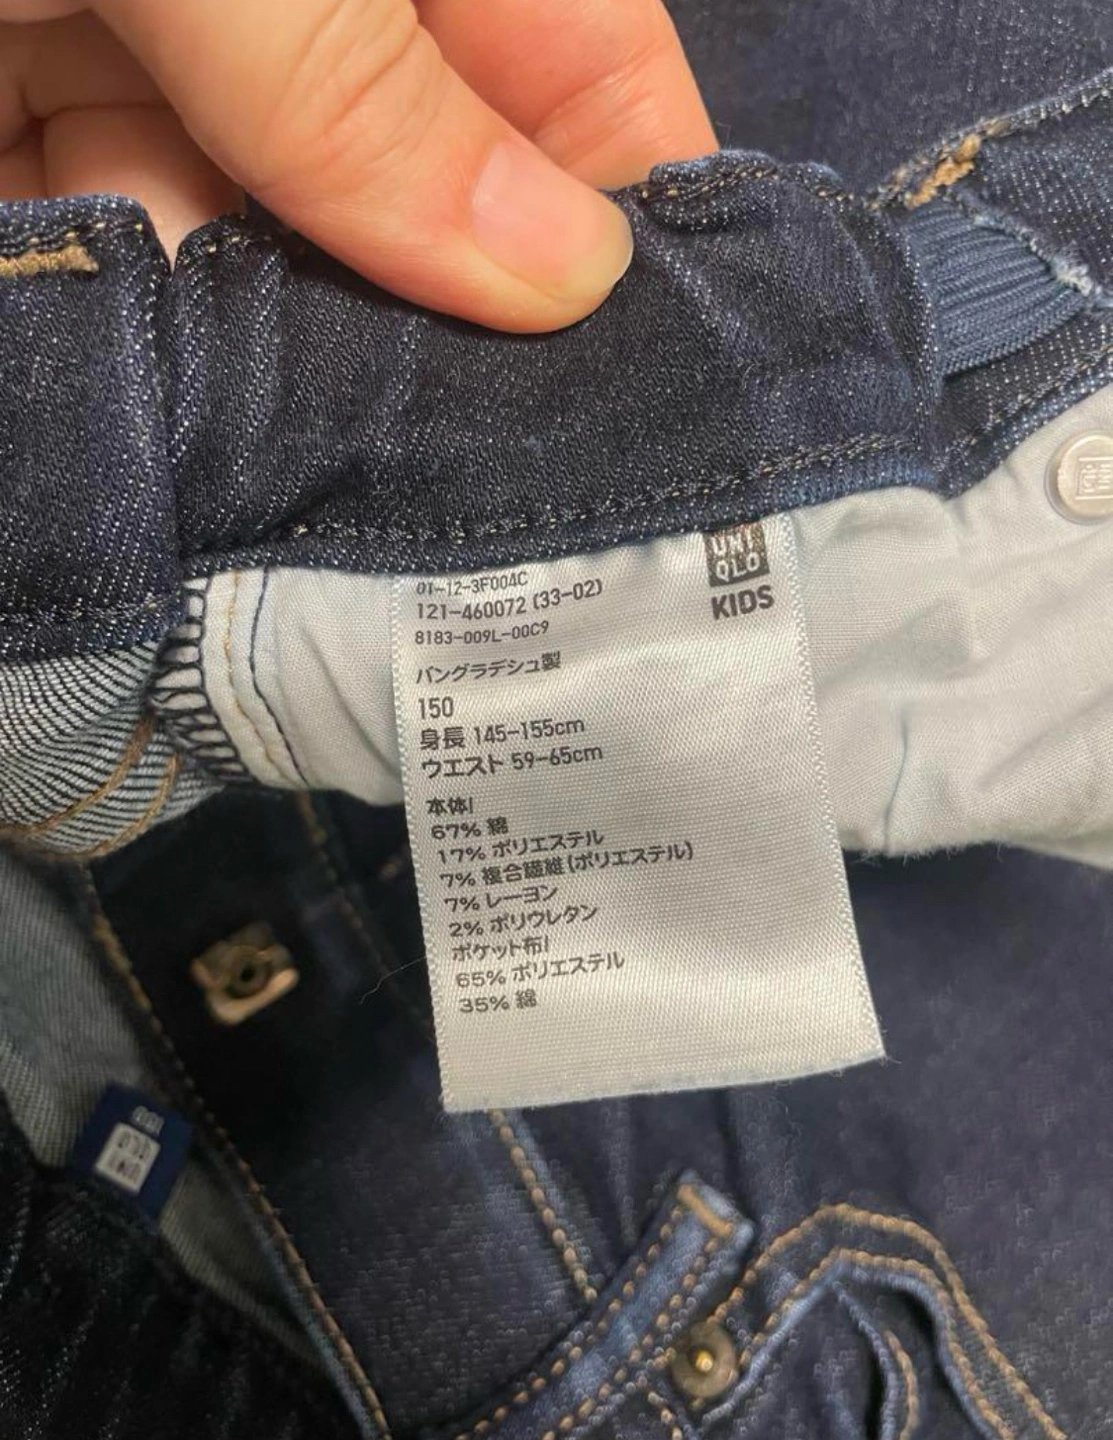 01-12-3F004C
121-460072 (33-02)
8183-009L-00C9
UNI
QLO
KIDS
バングラデシュ製
150
身長 145-155cm
ウエスト 59-65cm
本体/
67% 綿
17% ポリエステル
7% 複合繊維(ポリエステル)
7% レーヨン
2% ポリウレタン
ポケット布/
65% ポリエステル
35% 綿
UNI
QLO